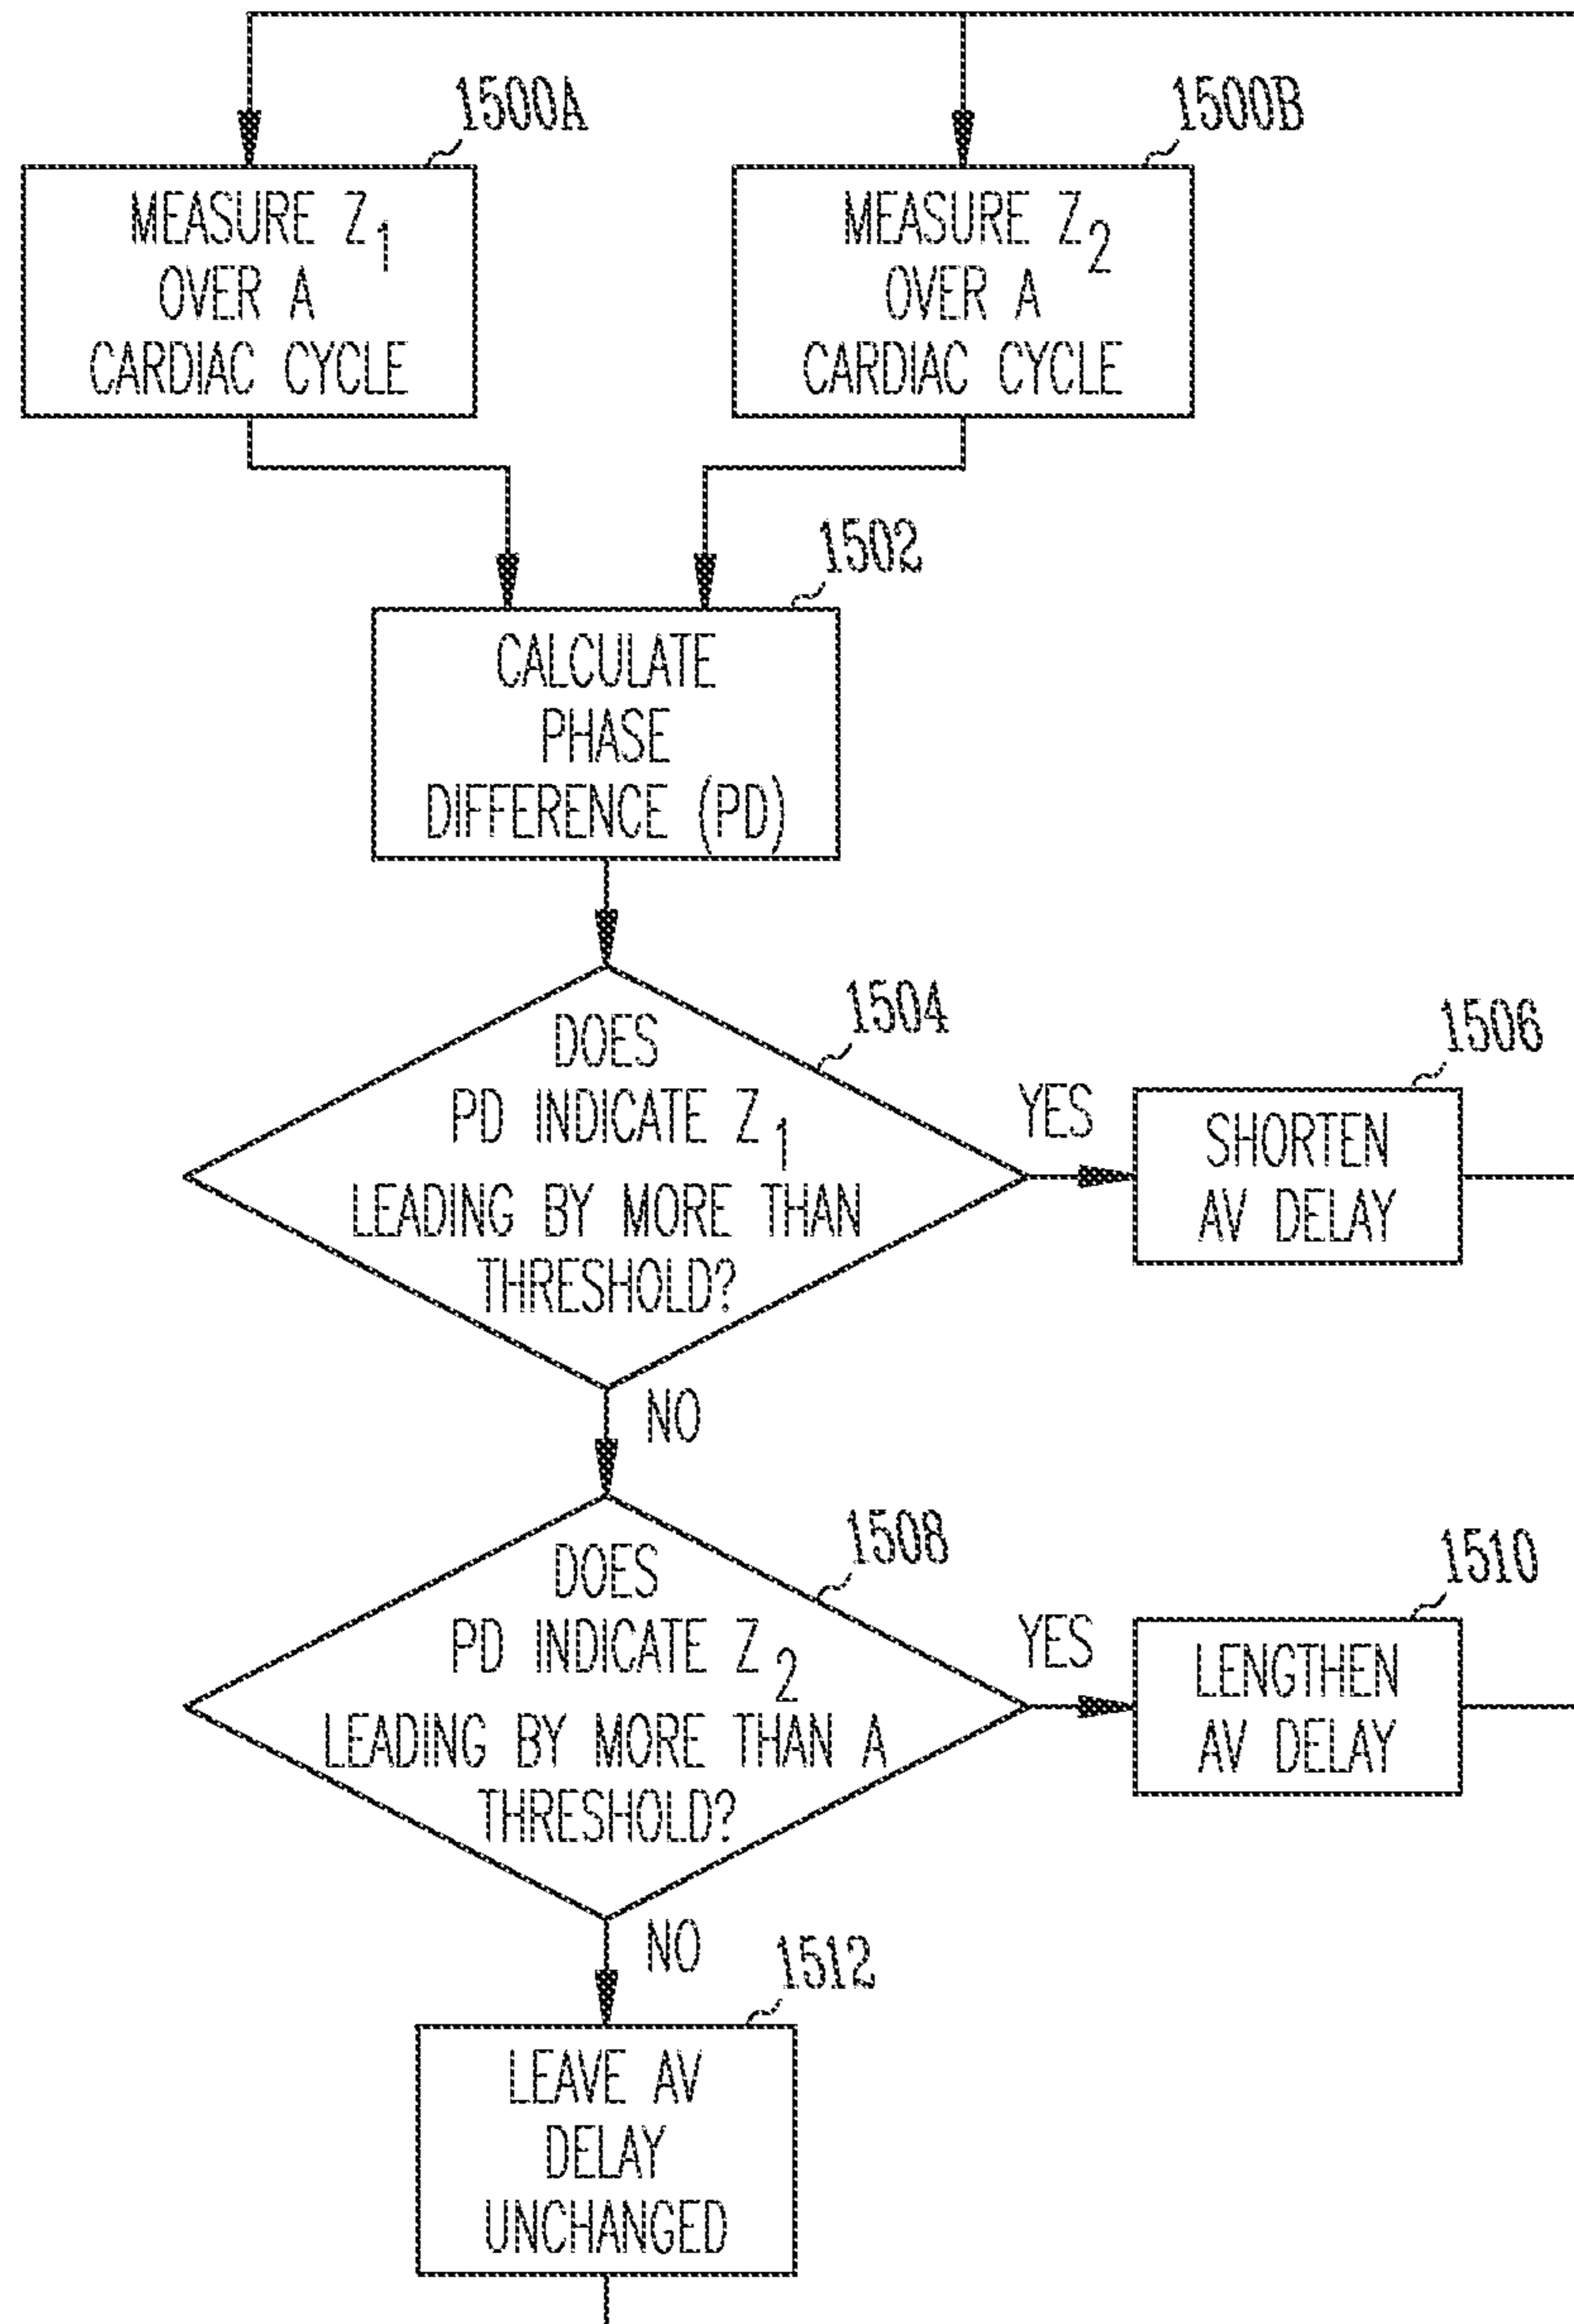 1500A
MEASURE Z1
OVER A
CARDIAC CYCLE
1500B
MEASURE Z2
OVER A
CARDIAC CYCLE
1502
CALCULATE
PHASE
DIFFERENCE (PD)
1504
DOES
PD INDICATE Z1
LEADING BY MORE THAN
THRESHOLD?
YES
1506
SHORTEN
AV DELAY
NO
1508
DOES
PD INDICATE Z2
LEADING BY MORE THAN A
THRESHOLD?
YES
1510
LENGTHEN
AV DELAY
NO
1512
LEAVE AV
DELAY
UNCHANGED